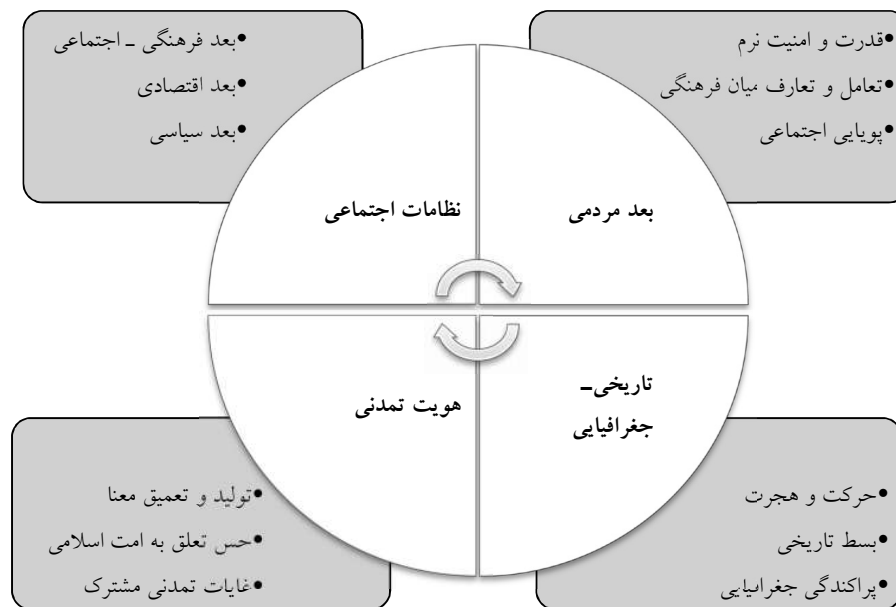 •قدرت و امنیت نرم
•تعامل و تعارف میان فرهنگی
•پویایی اجتماعی
بعد مردمی
•بعد فرهنگی ـ اجتماعی
•بعد اقتصادی
•بعد سیاسی
نظامات اجتماعی
تاریخی-
جغرافیایی
•حرکت و هجرت
•بسط تاریخی
•پراکندگی جغرافیایی
هویت تمدنی
•تولید و تعمیق معنا
•حس تعلق به امت اسلامی
•غایات تمدنی مشترک